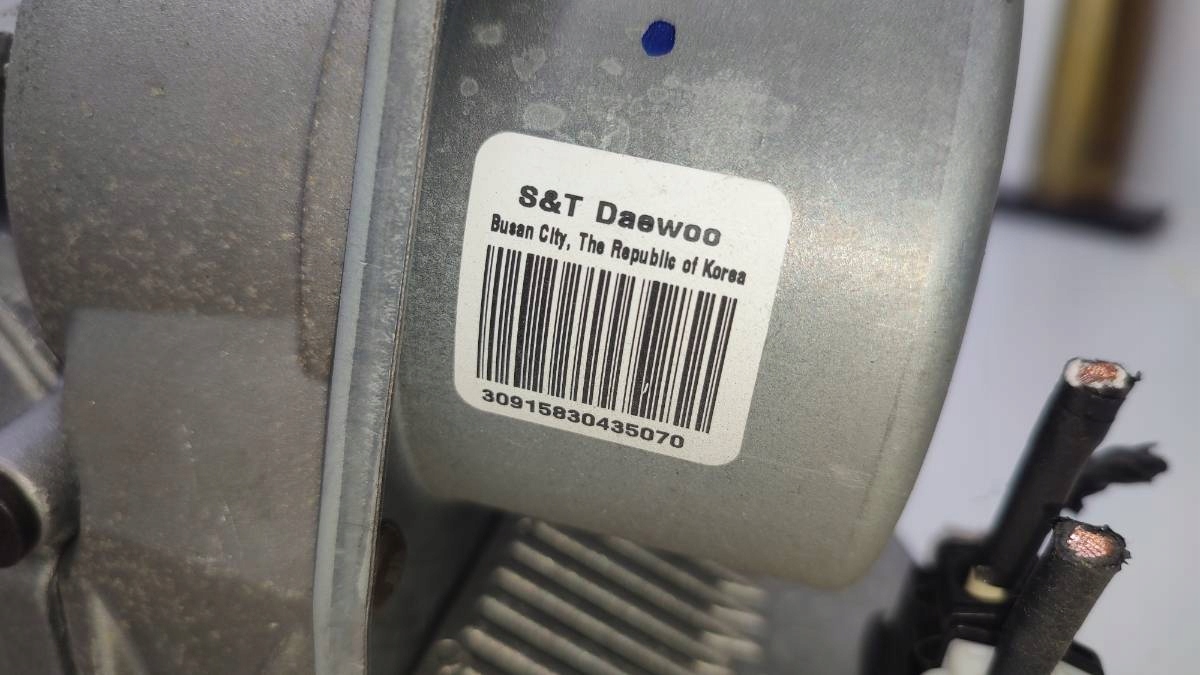 S&T Daewoo
Busan City, The Republic of Korea
30915830435070